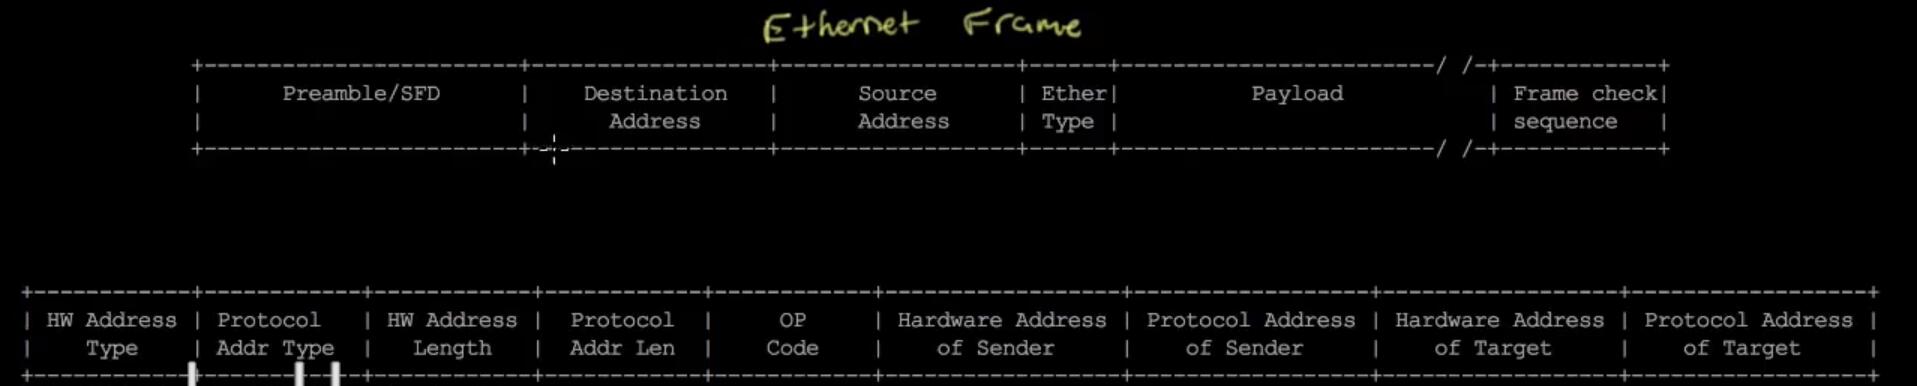 Ethernet Frame
Preamble/SFD | Destination | Source | Ether| Payload | Frame check|
| Address | Address | Type | | sequence |
| HW Address | Protocol | HW Address | Protocol | OP | Hardware Address | Protocol Address | Hardware Address | Protocol Address |
| Type | Addr Type | Length | Addr Len | Code | of Sender | of Sender | of Target | of Target |